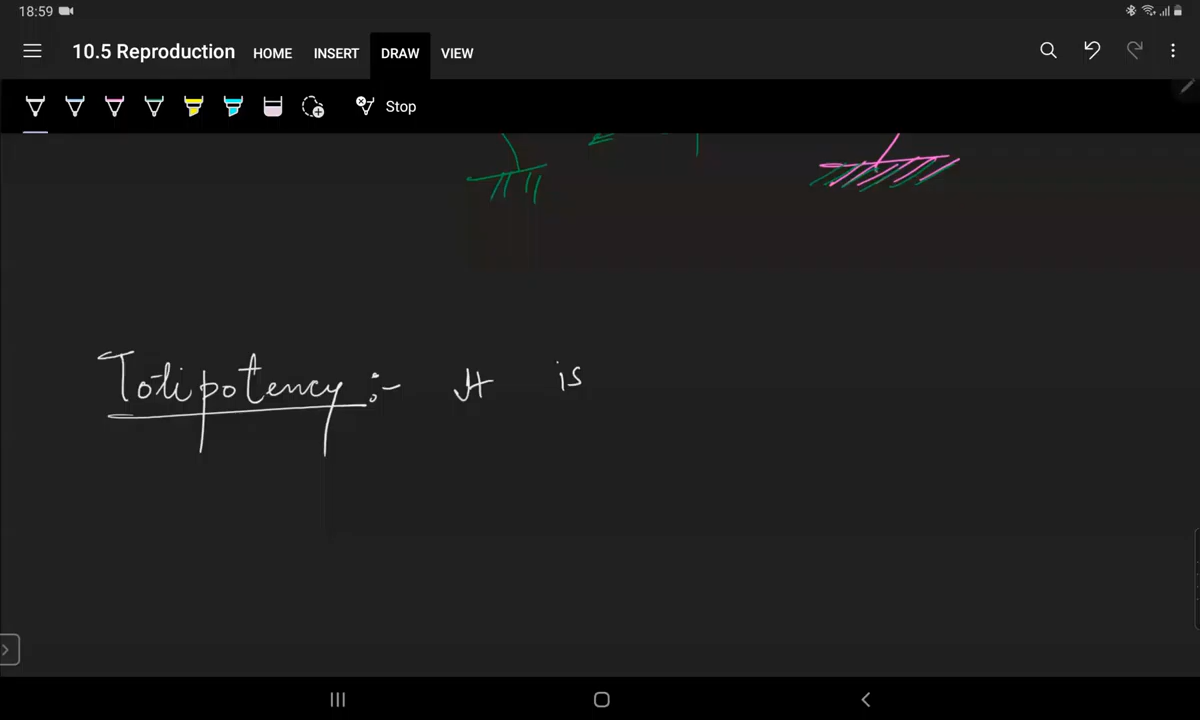 18:59
10.5 Reproduction HOME INSERT DRAW VIEW
Stop
Totipotency :- It is